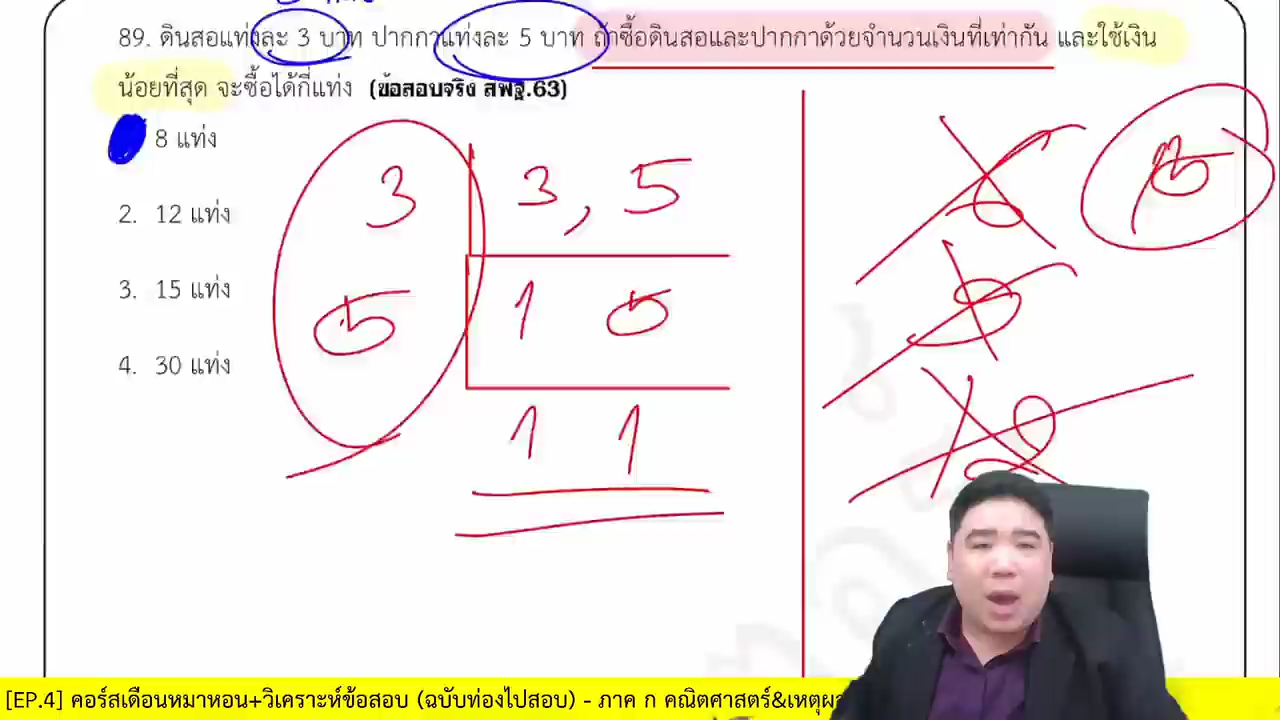 89. ดินสอแท่งละ 3 บาท ปากกาแท่งละ 5 บาท ถ้าซื้อดินสอและปากกาด้วยจำนวนเงินที่เท่ากัน และใช้เงิน
น้อยที่สุด จะซื้อได้กี่แท่ง (ข้อสอบจริง สพฐ.63)
8 แท่ง
2. 12 แท่ง
3. 15 แท่ง
4. 30 แท่ง
3 3, 5
5 1 5
1 1
[EP.4] คอร์สเดือนหมาหอน+วิเคราะห์ข้อสอบ (ฉบับท่องไปสอบ) - ภาค ก คณิตศาสตร์&เหตุผ